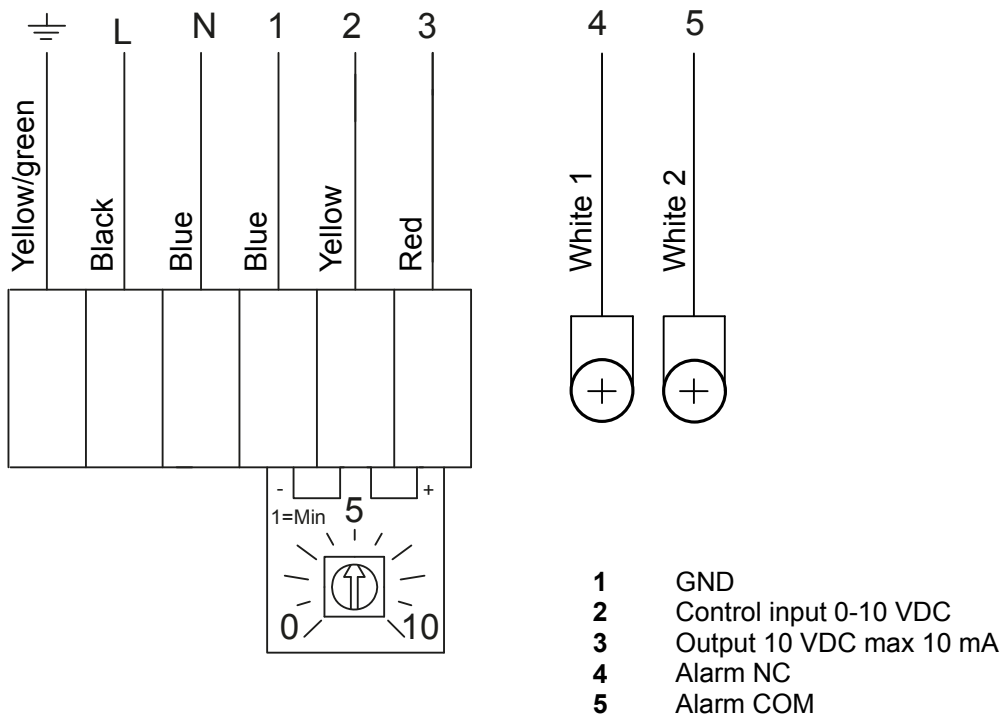 L N 1 2 3 4 5
Yellow/green
Black
Blue
Blue
Yellow
Red
White 1
White 2
- +
1=Min 5
0 10
1 GND
2 Control input 0-10 VDC
3 Output 10 VDC max 10 mA
4 Alarm NC
5 Alarm COM